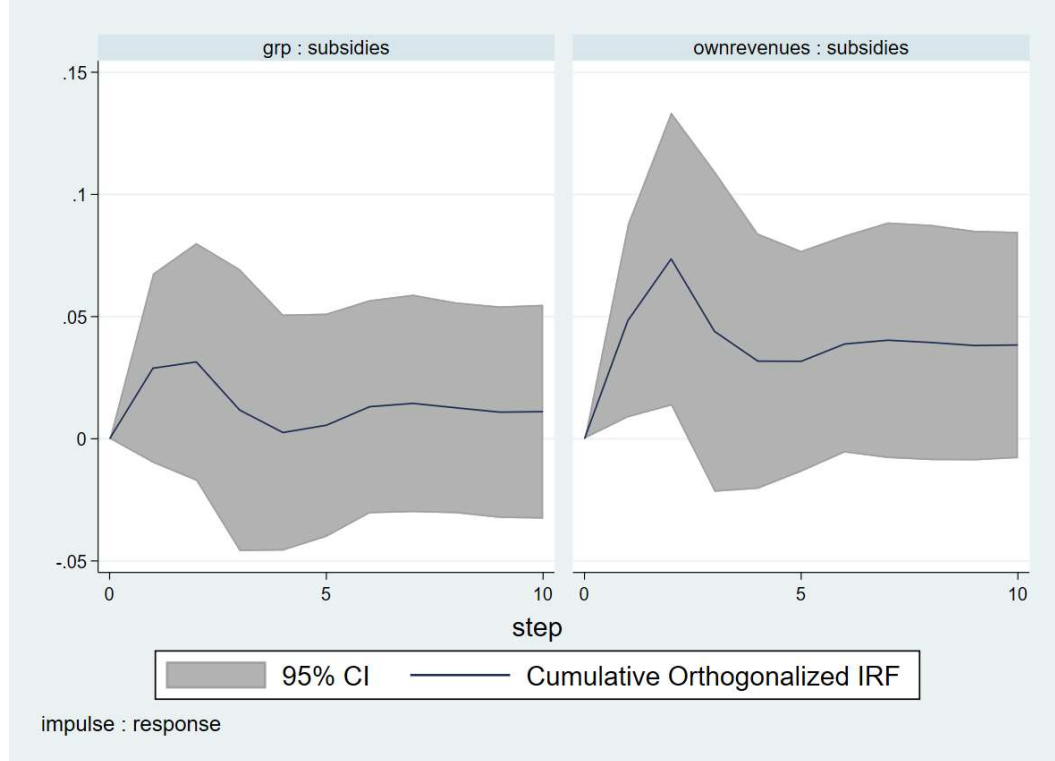 grp : subsidies
ownrevenues : subsidies
.15
.1
.05
0
-.05
0 5 10 0 5 10
step
95% CI Cumulative Orthogonalized IRF
impulse : response